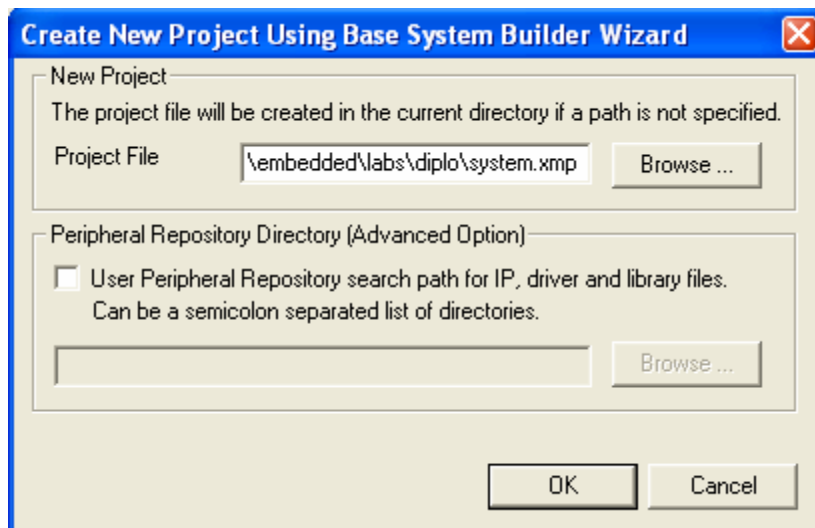 Create New Project Using Base System Builder Wizard
New Project
The project file will be created in the current directory if a path is not specified.
Project File
\embedded\labs\diplo\system.xmp
Browse ...
Peripheral Repository Directory (Advanced Option)
User Peripheral Repository search path for IP, driver and library files.
Can be a semicolon separated list of directories.
Browse ...
OK
Cancel